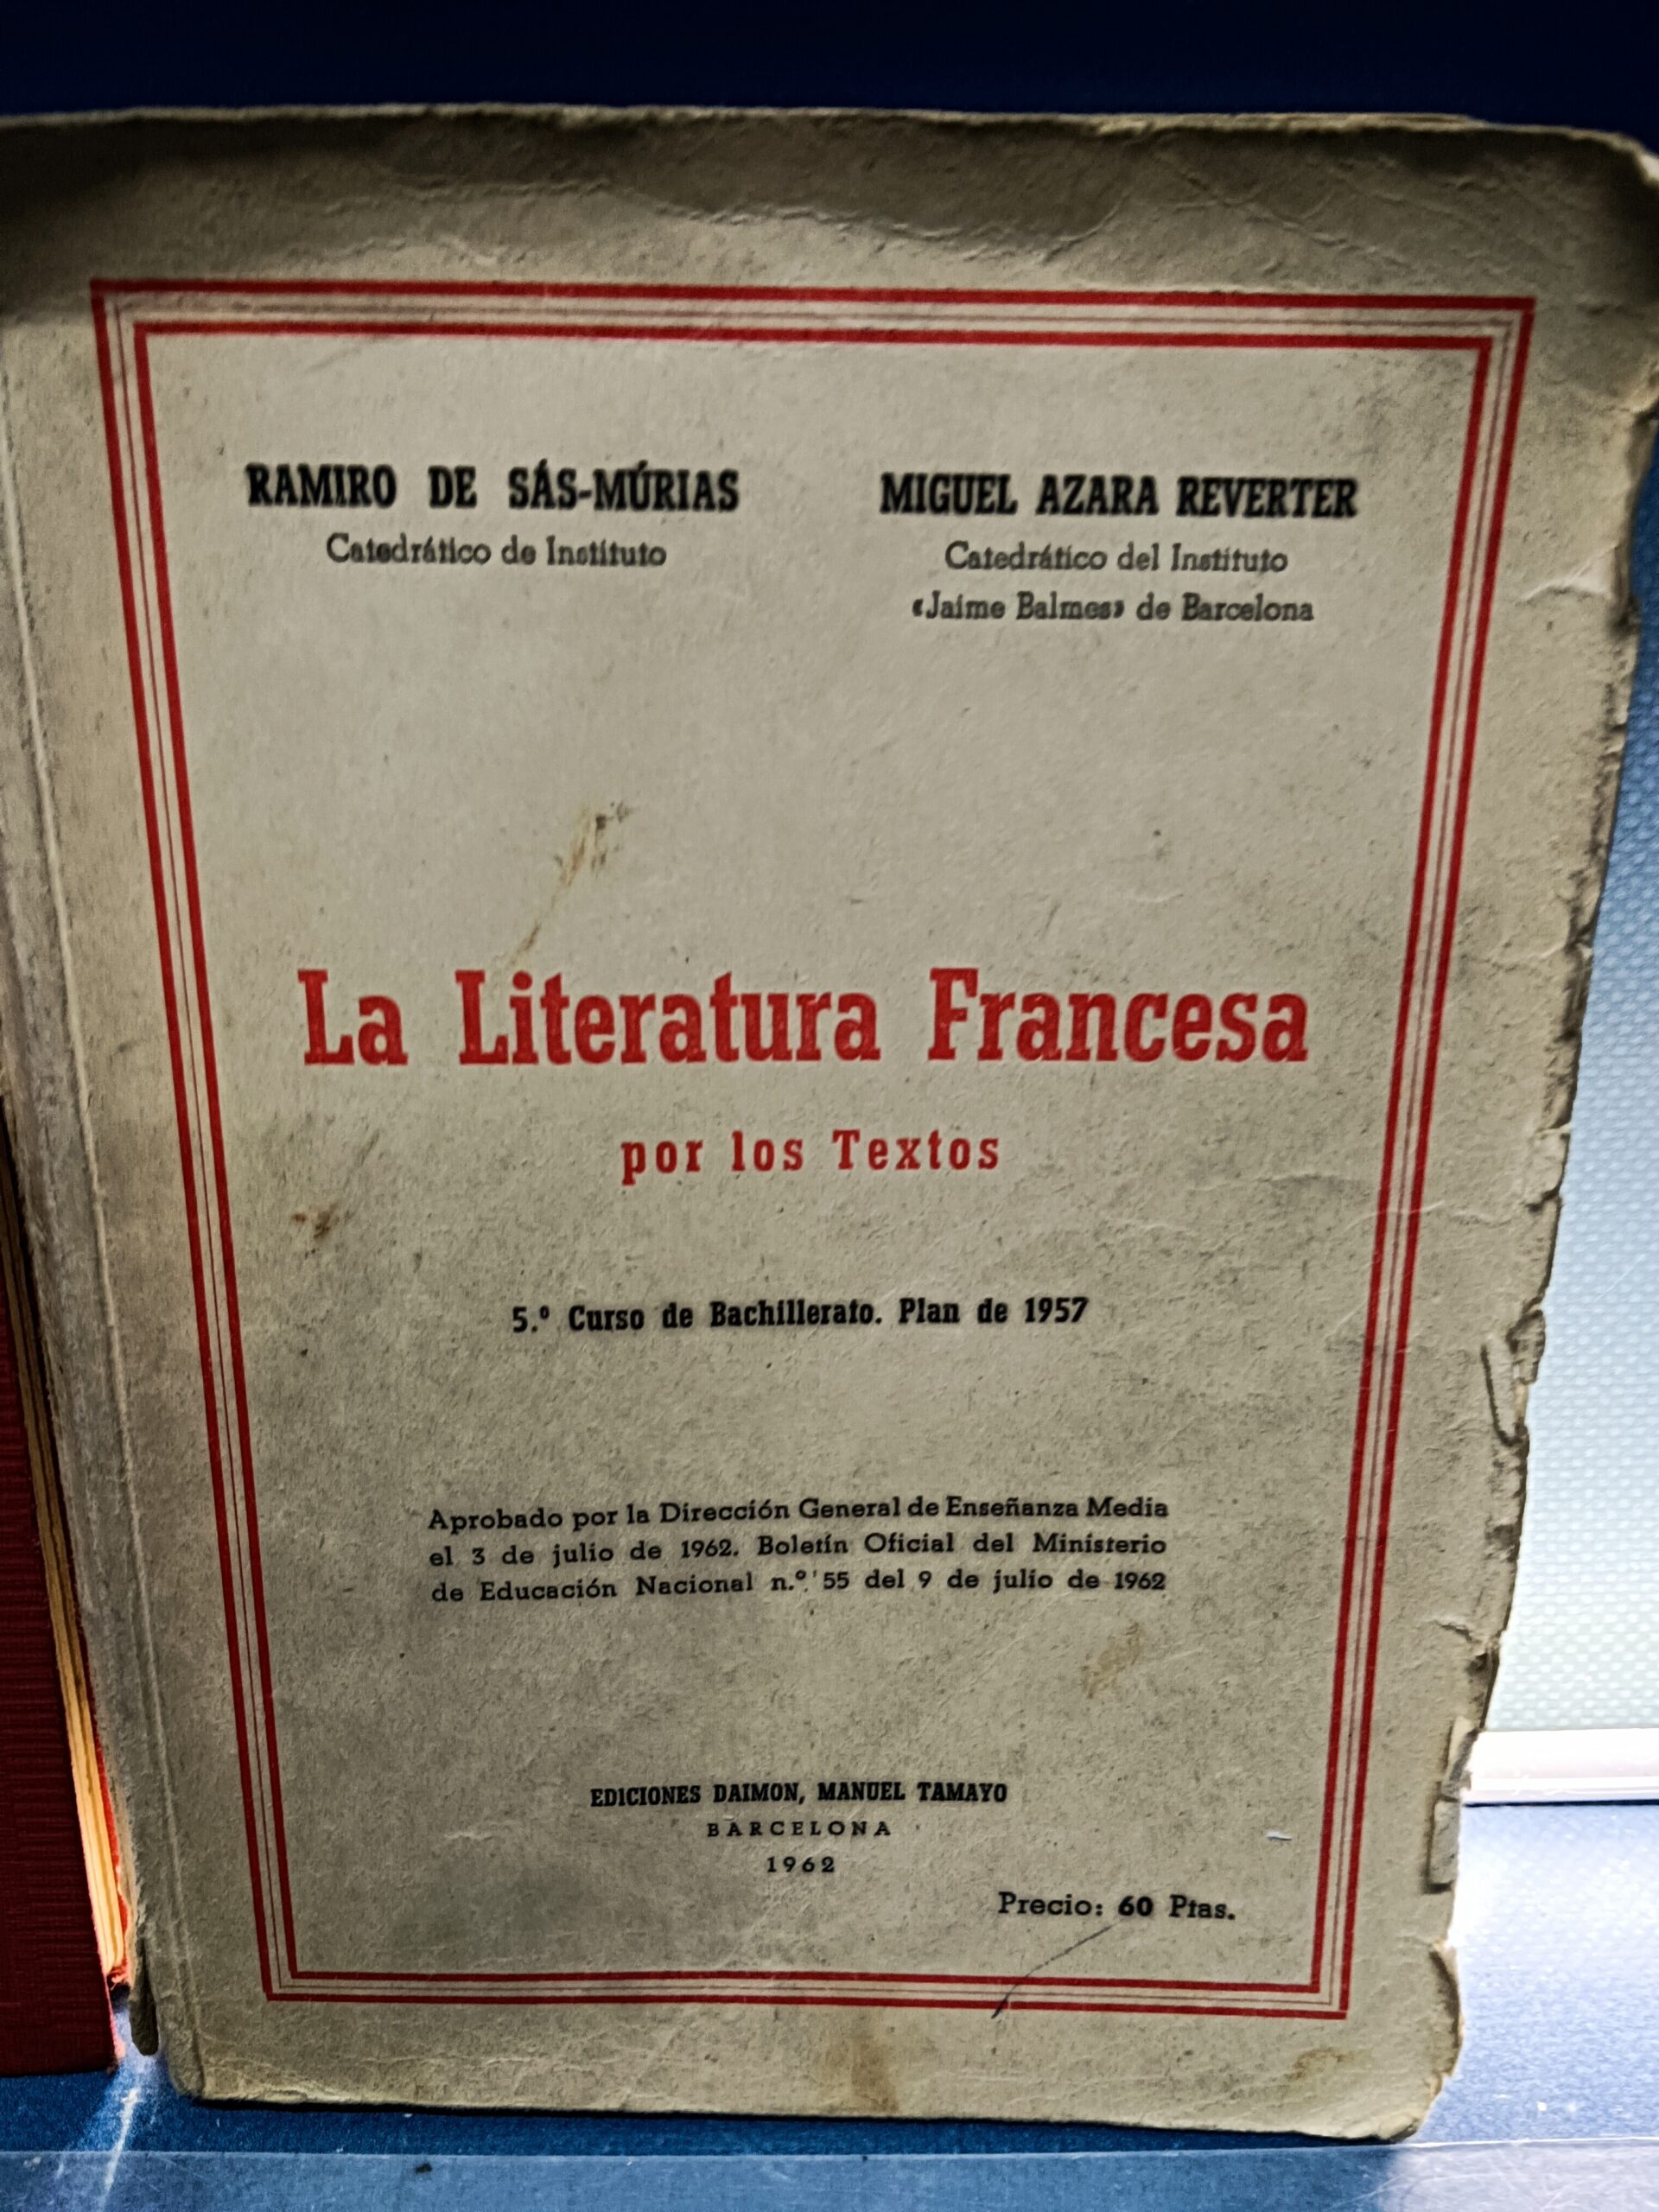 RAMIRO DE SÁS-MÚRIAS
Catedrático de Instituto
MIGUEL AZARA REVERTER
Catedrático del Instituto
«Jaime Balmes» de Barcelona
La Literatura Francesa
por los Textos
5.º Curso de Bachillerato. Plan de 1957
Aprobado por la Dirección General de Enseñanza Media
el 3 de julio de 1962. Boletín Oficial del Ministerio
de Educación Nacional n.º 55 del 9 de julio de 1962
EDICIONES DAIMON, MANUEL TAMAYO
BARCELONA
1962
Precio: 60 Ptas.